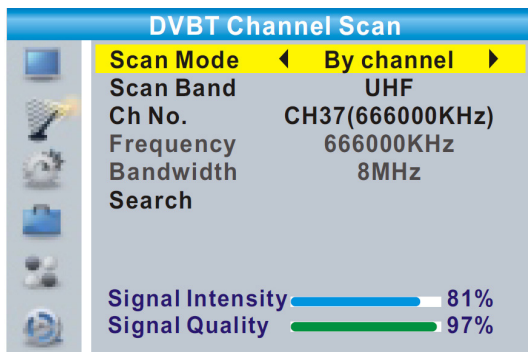 DVBT Channel Scan
Scan Mode By channel
Scan Band UHF
Ch No. CH37(666000KHz)
Frequency 666000KHz
Bandwidth 8MHz
Search
Signal Intensity 81%
Signal Quality 97%